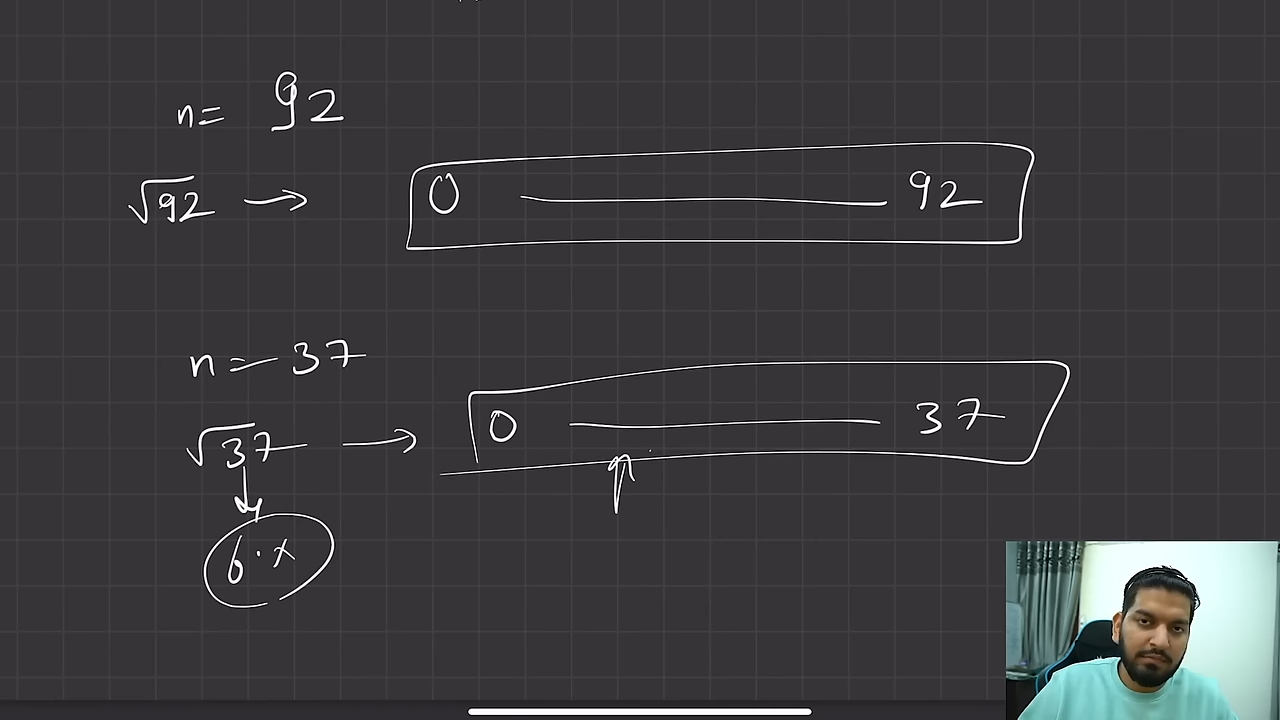 n= 92
√92 → 0 — 92
n= 37
√37 → 0 — 37
↓
↑
6.x